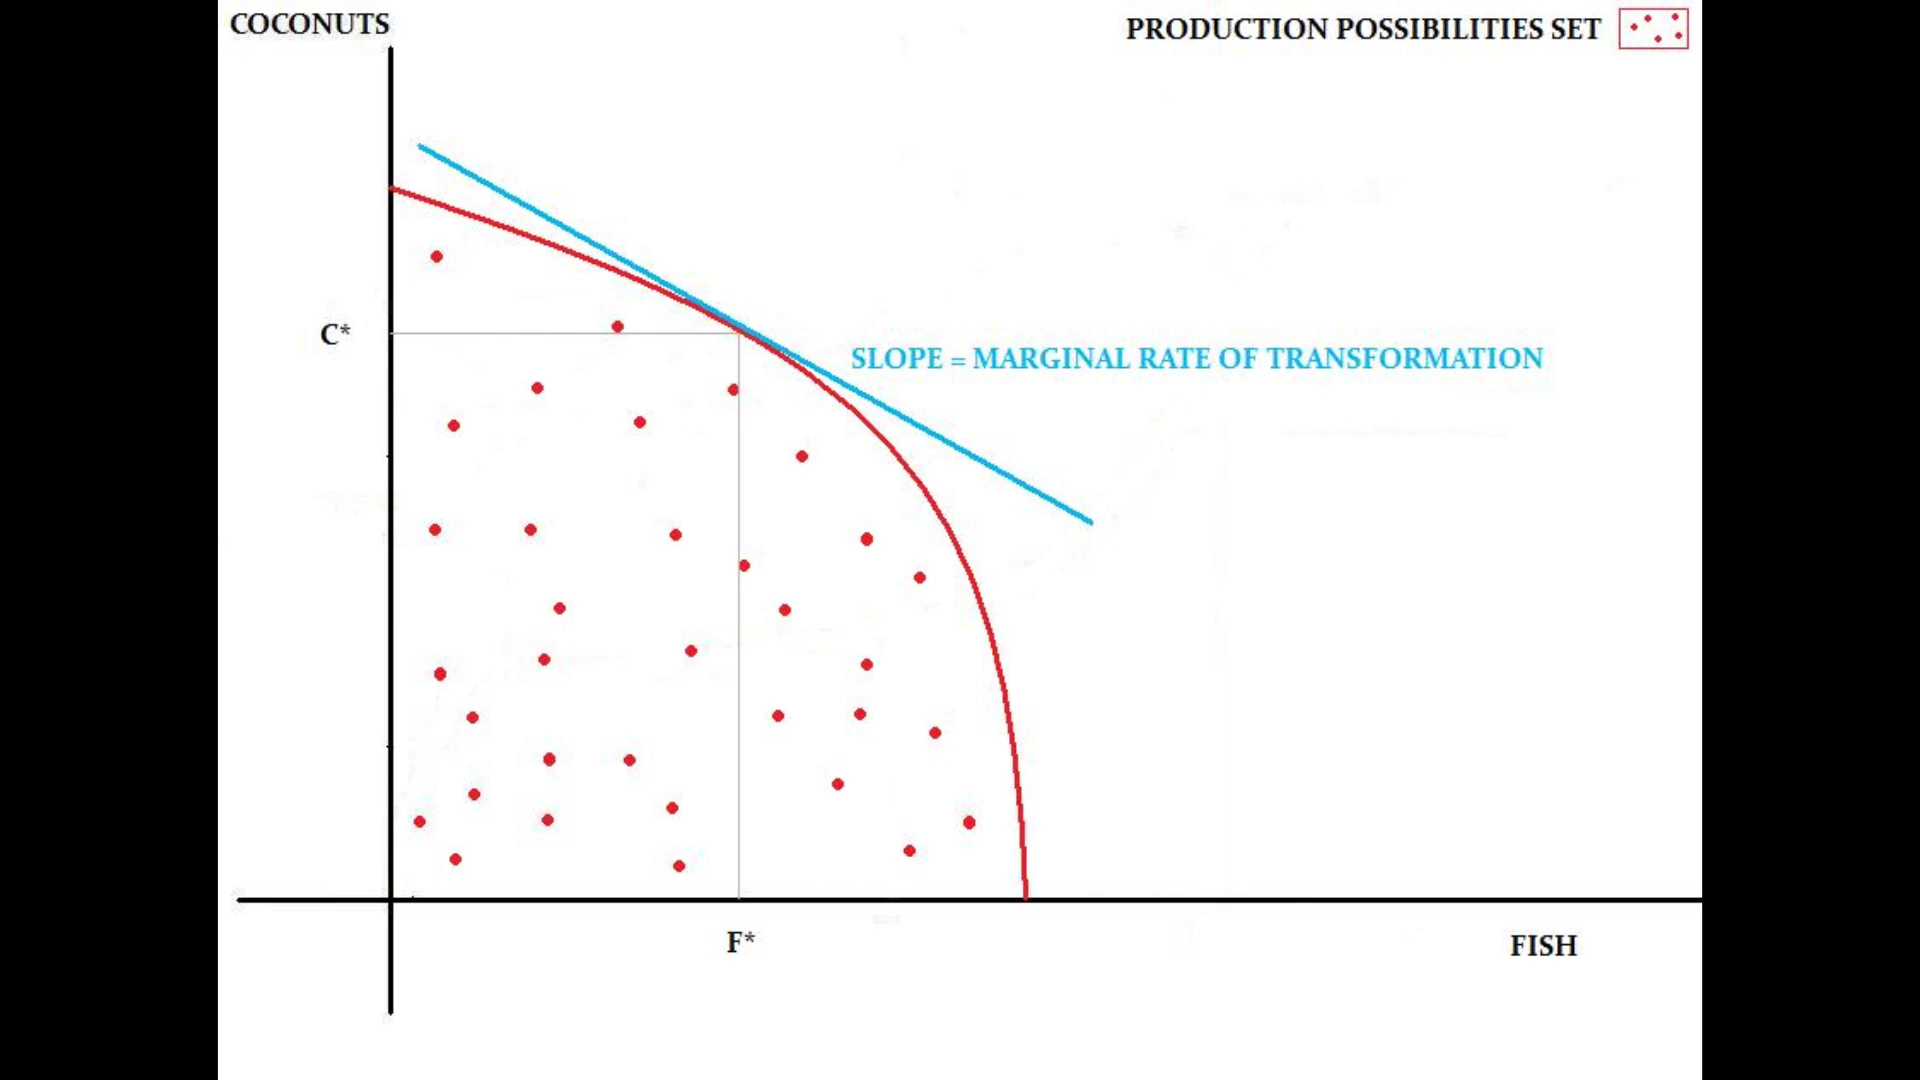 COCONUTS
PRODUCTION POSSIBILITIES SET
C*
SLOPE = MARGINAL RATE OF TRANSFORMATION
F*
FISH